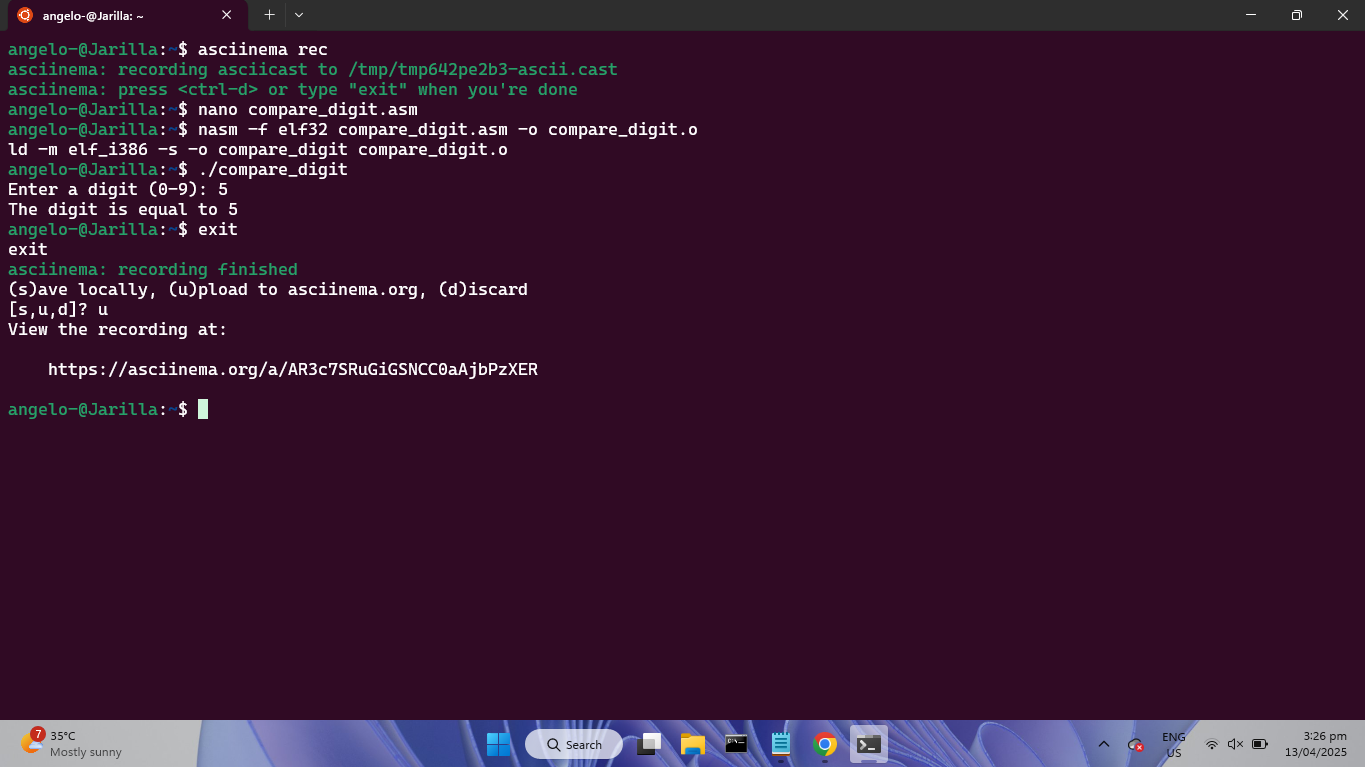 angelo-@Jarilla: ~
angelo-@Jarilla:~$ asciinema rec
asciinema: recording asciicast to /tmp/tmp642pe2b3-ascii.cast
asciinema: press <ctrl-d> or type "exit" when you're done
angelo-@Jarilla:~$ nano compare_digit.asm
angelo-@Jarilla:~$ nasm -f elf32 compare_digit.asm -o compare_digit.o
ld -m elf_i386 -s -o compare_digit compare_digit.o
angelo-@Jarilla:~$ ./compare_digit
Enter a digit (0-9): 5
The digit is equal to 5
angelo-@Jarilla:~$ exit
exit
asciinema: recording finished
(s)ave locally, (u)pload to asciinema.org, (d)iscard
[s,u,d]? u
View the recording at:
https://asciinema.org/a/AR3c7SRuGiGSNCC0aAjbPzXER
angelo-@Jarilla:~$
7
35°C
Mostly sunny
Search
ENG
US
3:26 pm
13/04/2025